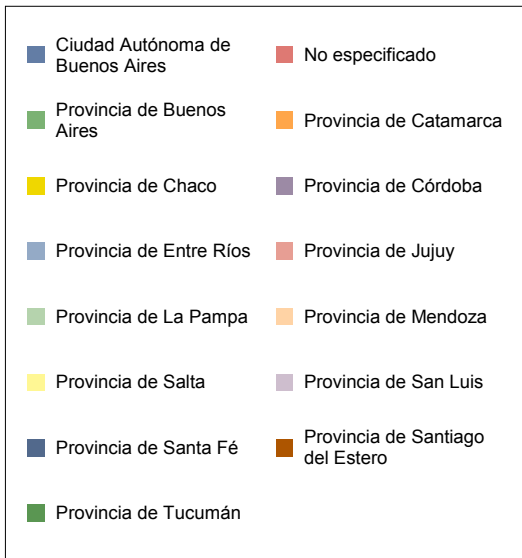 Ciudad Autónoma de
Buenos Aires
No especificado
Provincia de Buenos
Aires
Provincia de Catamarca
Provincia de Chaco
Provincia de Córdoba
Provincia de Entre Ríos
Provincia de Jujuy
Provincia de La Pampa
Provincia de Mendoza
Provincia de Salta
Provincia de San Luis
Provincia de Santa Fé
Provincia de Santiago
del Estero
Provincia de Tucumán